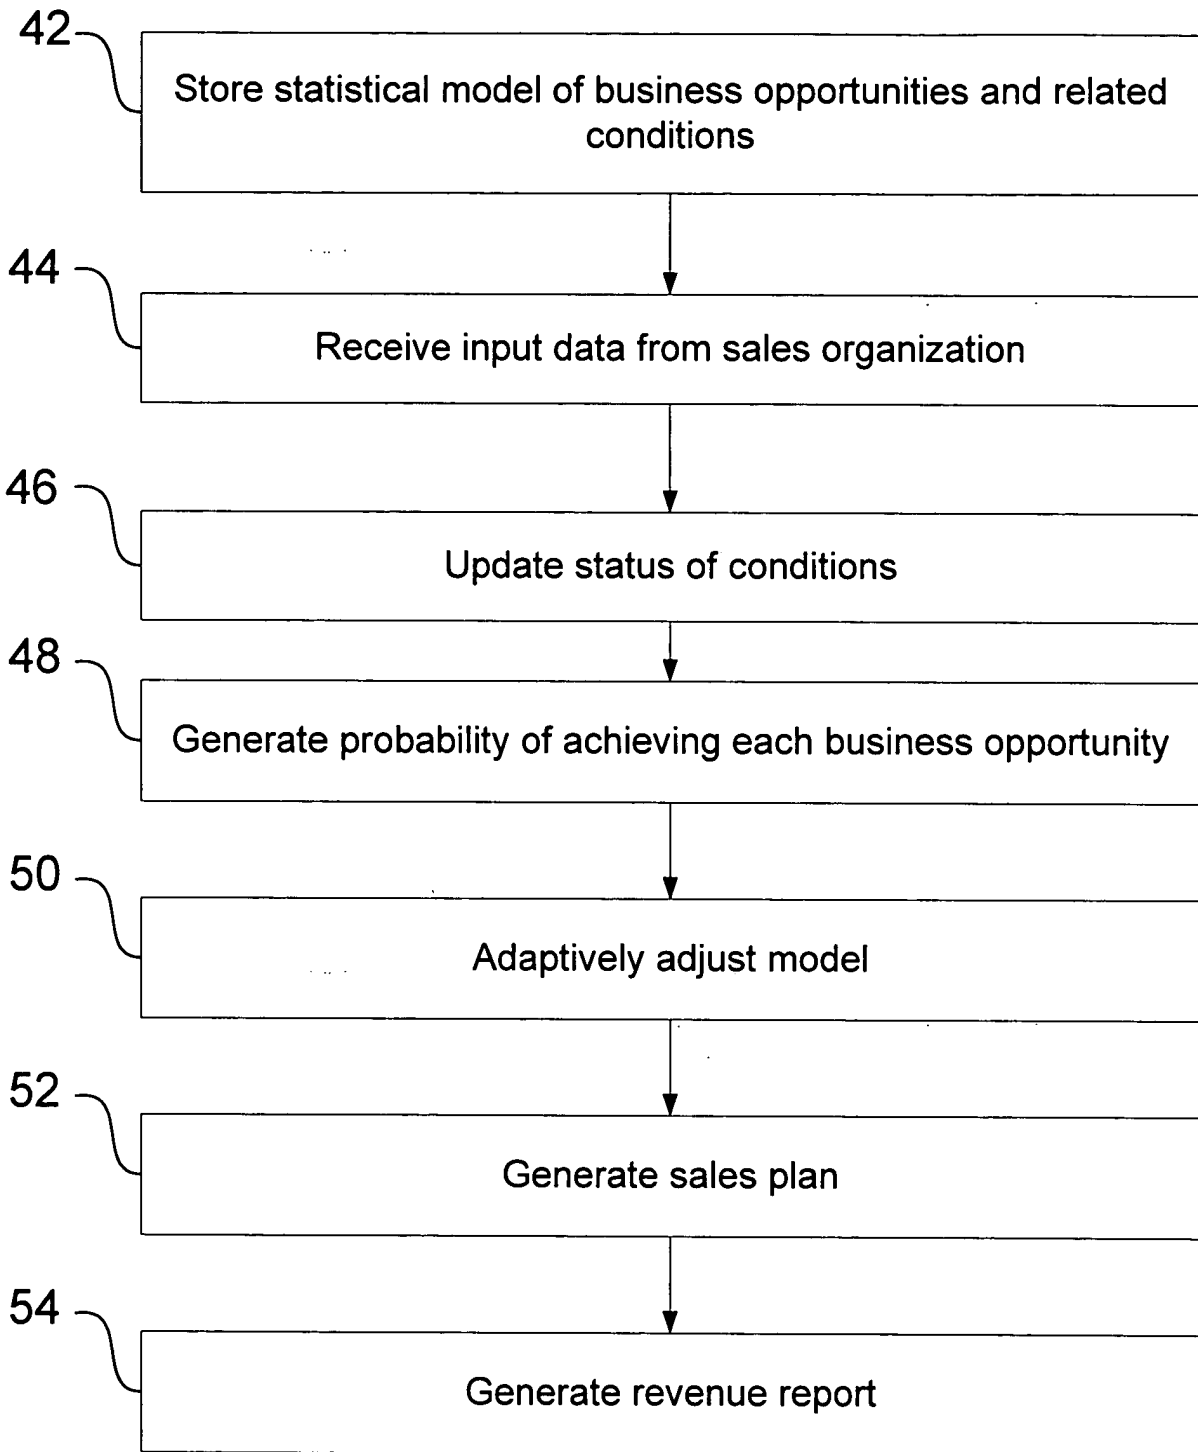 42
Store statistical model of business opportunities and related
conditions
44
Receive input data from sales organization
46
Update status of conditions
48
Generate probability of achieving each business opportunity
50
Adaptively adjust model
52
Generate sales plan
54
Generate revenue report